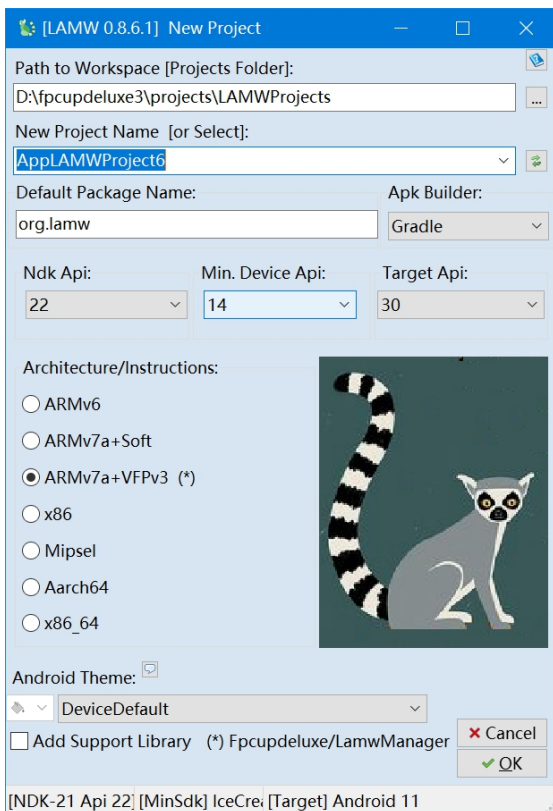 [LAMW 0.8.6.1] New Project
Path to Workspace [Projects Folder]:
D:\fpcupdeluxe3\projects\LAMWProjects
...
New Project Name [or Select]:
AppLAMWProject6
Default Package Name: Apk Builder:
org.lamw Gradle
Ndk Api: Min. Device Api: Target Api:
22 14 30
Architecture/Instructions:
ARMv6
ARMv7a+Soft
ARMv7a+VFPv3 (*)
x86
Mipsel
Aarch64
x86_64
Android Theme:
DeviceDefault
Add Support Library (*) Fpcupdeluxe/LamwManager
Cancel
OK
[NDK-21 Api 22] [MinSdk] IceCrea [Target] Android 11